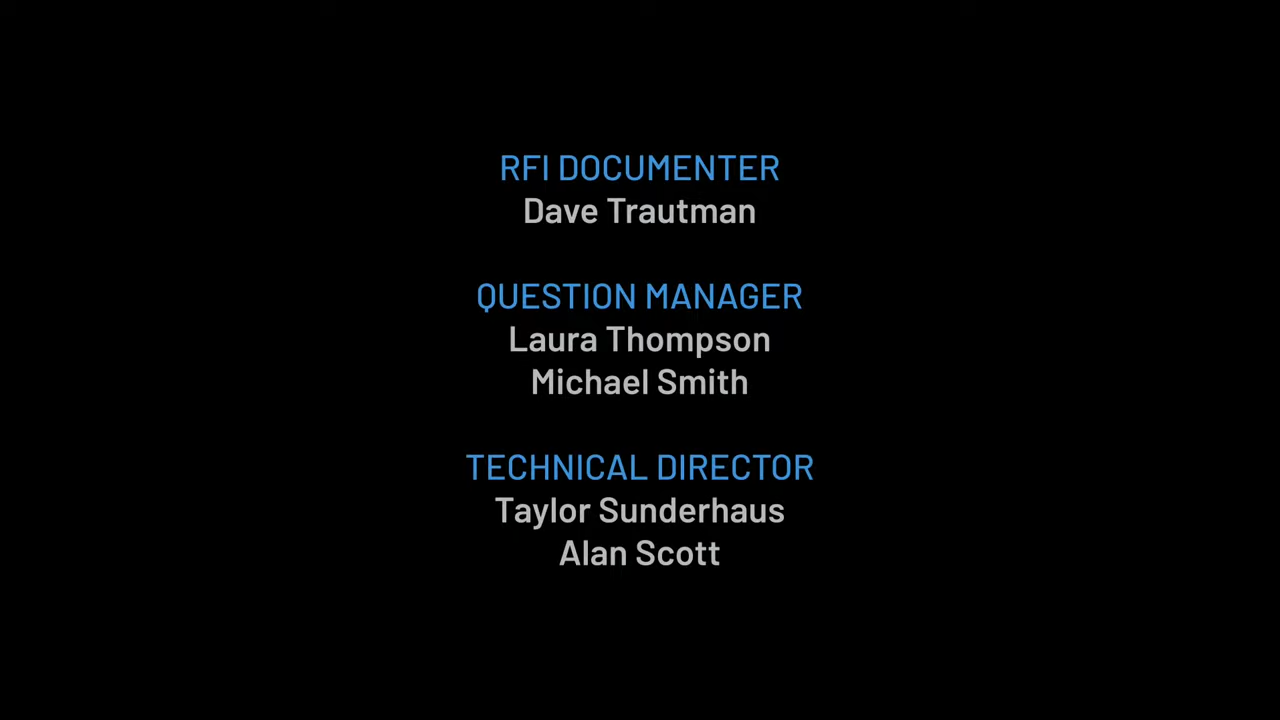 RFI DOCUMENTER
Dave Trautman
QUESTION MANAGER
Laura Thompson
Michael Smith
TECHNICAL DIRECTOR
Taylor Sunderhaus
Alan Scott